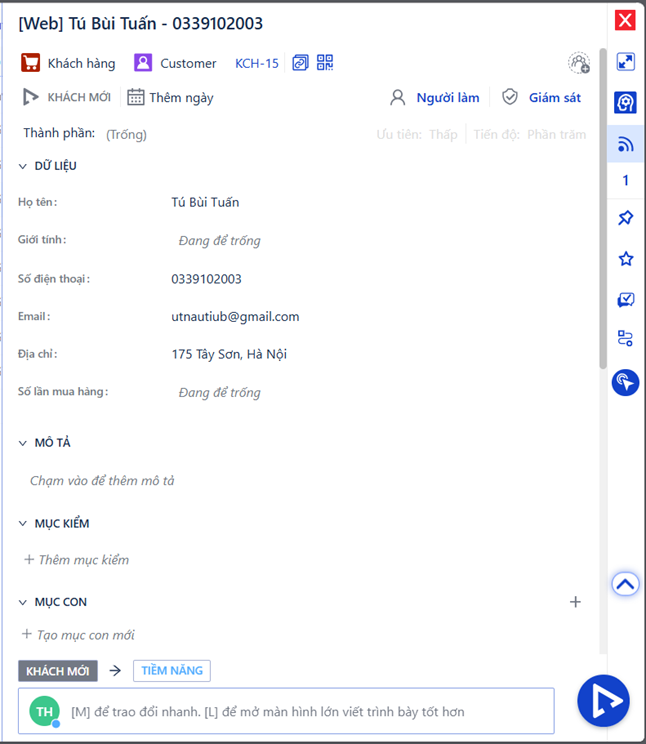 [Web] Tú Bùi Tuấn - 0339102003
Khách hàng Customer KCH-15
KHÁCH MỚI Thêm ngày Người làm Giám sát
Thành phần: (Trống) Ưu tiên: Thấp Tiến độ: Phần trăm
DỮ LIỆU
1
Họ tên: Tú Bùi Tuấn
Giới tính: Đang để trống
Số điện thoại: 0339102003
Email: utnautiub@gmail.com
Địa chỉ: 175 Tây Sơn, Hà Nội
Số lần mua hàng: Đang để trống
MÔ TẢ
Chạm vào để thêm mô tả
MỤC KIỂM
+ Thêm mục kiểm
MỤC CON +
+ Tạo mục con mới
KHÁCH MỚI → TIỀM NĂNG
TH [M] để trao đổi nhanh. [L] để mở màn hình lớn viết trình bày tốt hơn